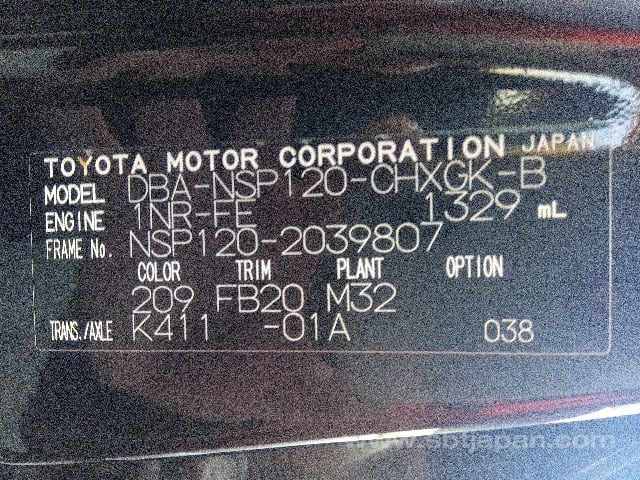 TOYOTA MOTOR CORPORATION JAPAN
MODEL DBA-NSP120-CHXGK-B
ENGINE 1NR-FE 1329 mL
FRAME No. NSP120-2039807
COLOR TRIM PLANT OPTION
209 FB20 M32
TRANS./AXLE K411 -01A 038
www.sbtjapan.com